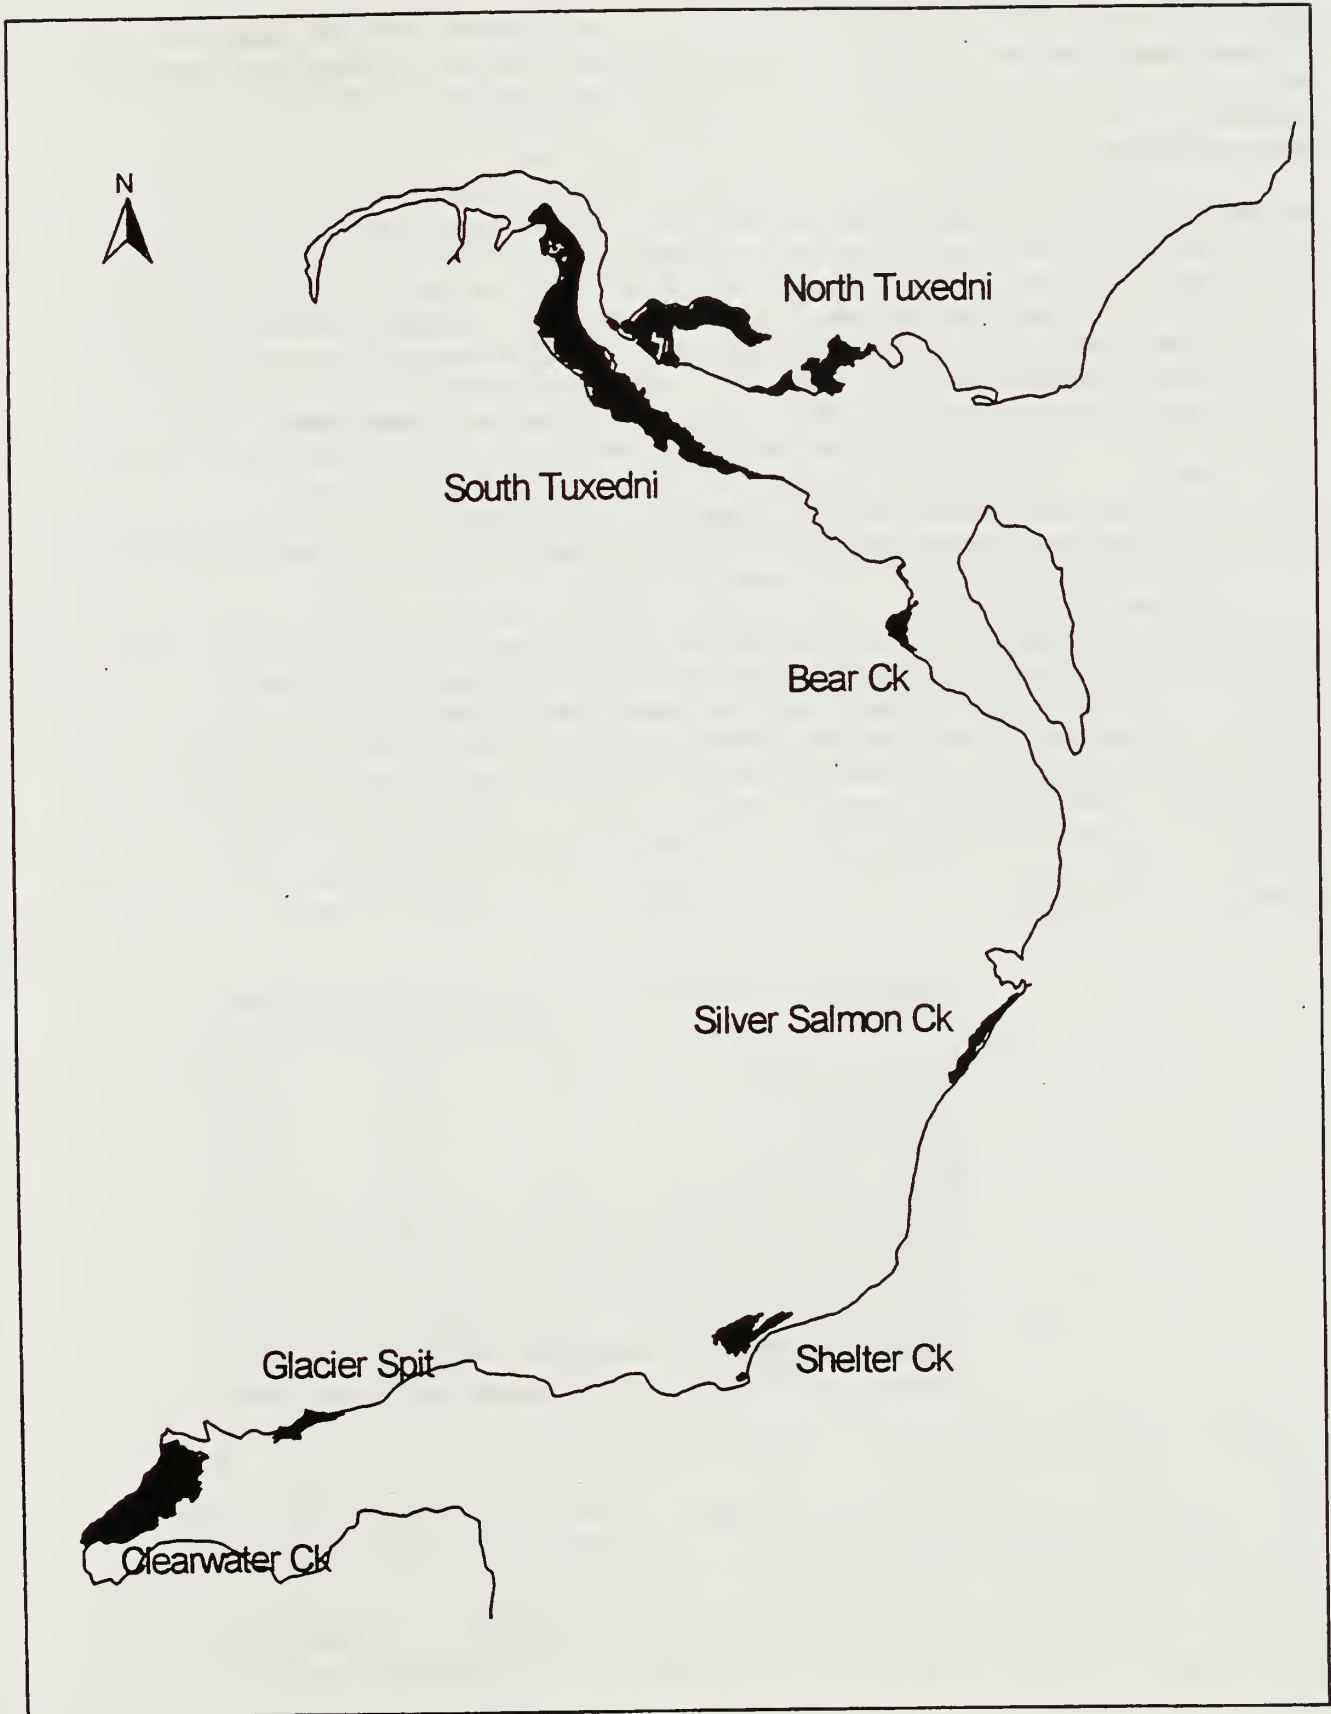 N
North Tuxedni
South Tuxedni
Bear Ck
Silver Salmon Ck
Shelter Ck
Glacier Spit
Clearwater Ck